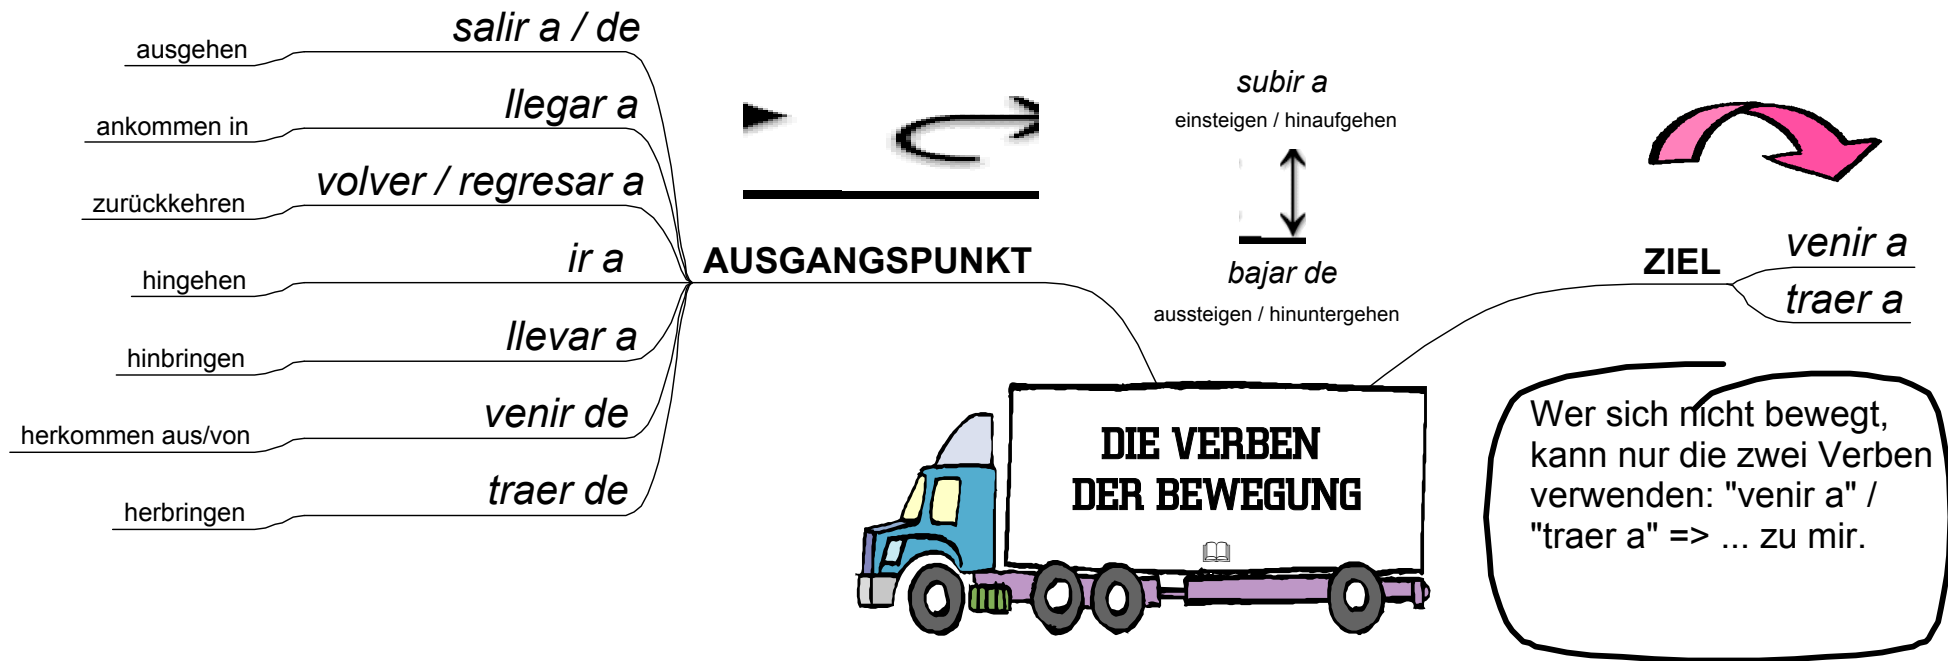 salir a / de
ausgehen
llegar a
ankommen in
volver / regresar a
zurückkehren
ir a
hingehen
llevar a
hinbringen
venir de
herkommen aus/von
traer de
herbringen
AUSGANGSPUNKT
subir a
einsteigen / hinaufgehen
bajar de
aussteigen / hinuntergehen
ZIEL
venir a
traer a
DIE VERBEN
DER BEWEGUNG
Wer sich nicht bewegt,
kann nur die zwei Verben
verwenden: "venir a" /
"traer a" => ... zu mir.